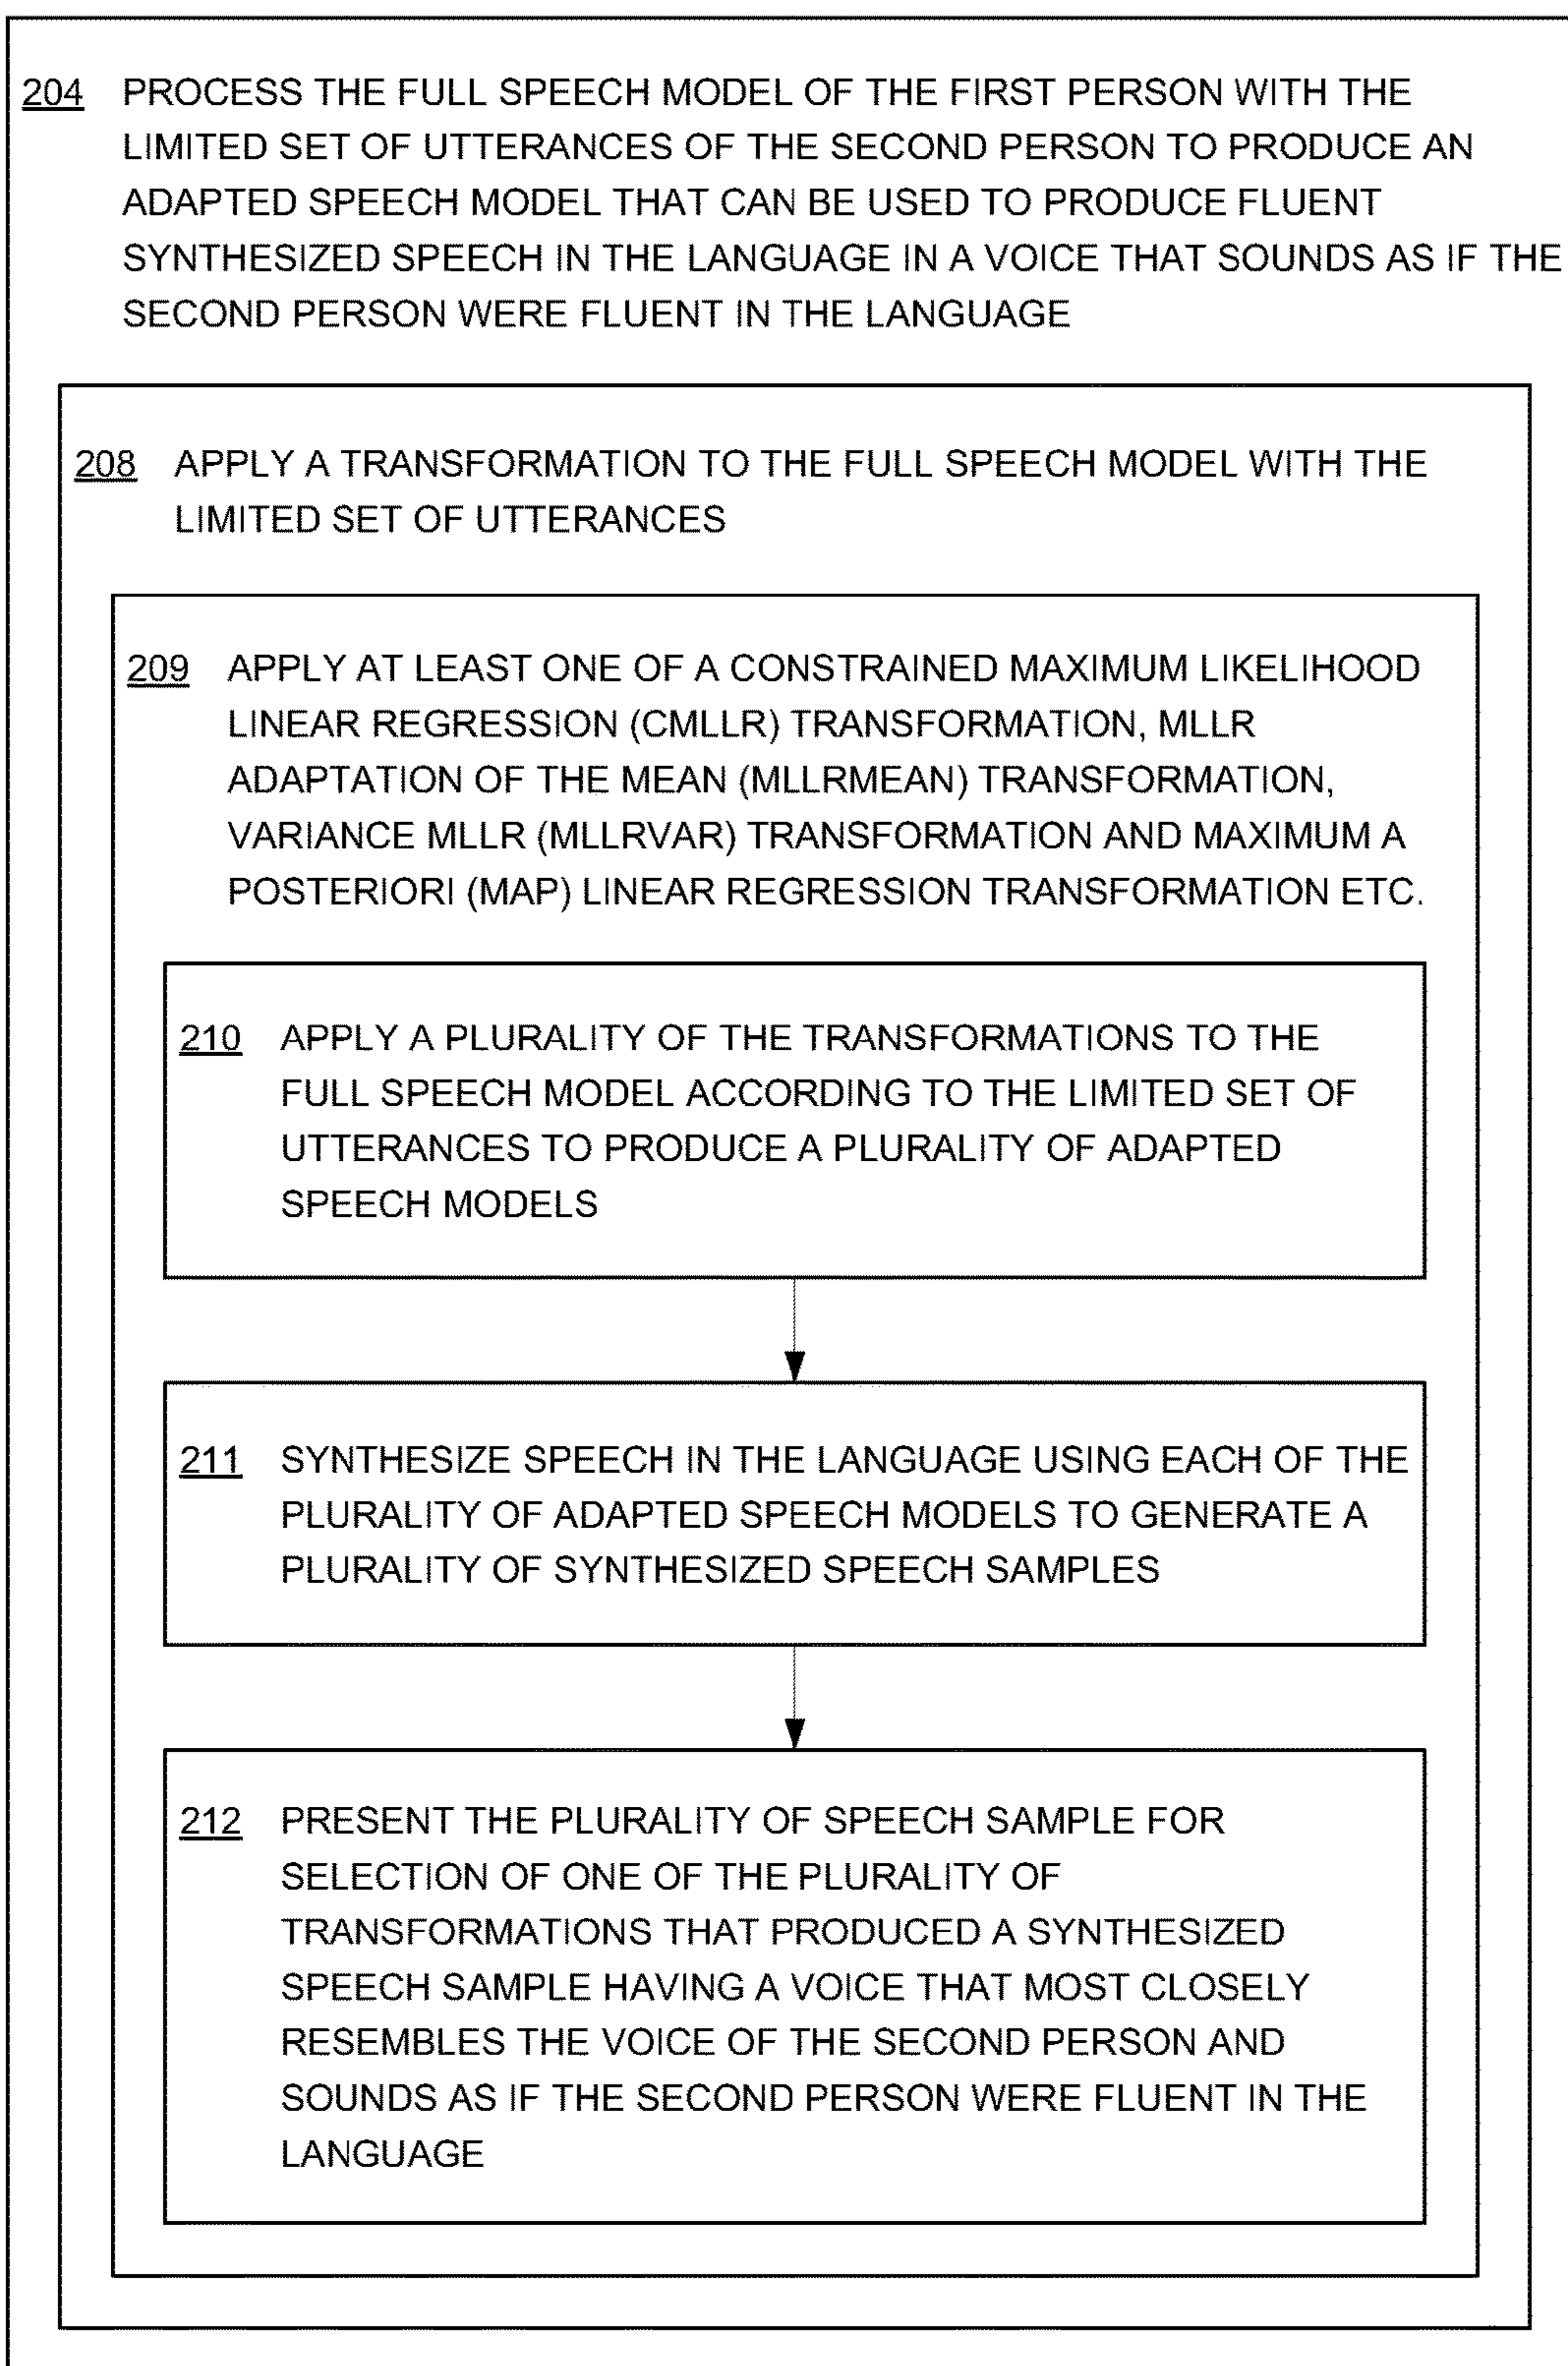 204 PROCESS THE FULL SPEECH MODEL OF THE FIRST PERSON WITH THE
LIMITED SET OF UTTERANCES OF THE SECOND PERSON TO PRODUCE AN
ADAPTED SPEECH MODEL THAT CAN BE USED TO PRODUCE FLUENT
SYNTHESIZED SPEECH IN THE LANGUAGE IN A VOICE THAT SOUNDS AS IF THE
SECOND PERSON WERE FLUENT IN THE LANGUAGE
208 APPLY A TRANSFORMATION TO THE FULL SPEECH MODEL WITH THE
LIMITED SET OF UTTERANCES
209 APPLY AT LEAST ONE OF A CONSTRAINED MAXIMUM LIKELIHOOD
LINEAR REGRESSION (CMLLR) TRANSFORMATION, MLLR
ADAPTATION OF THE MEAN (MLLRMEAN) TRANSFORMATION,
VARIANCE MLLR (MLLRVAR) TRANSFORMATION AND MAXIMUM A
POSTERIORI (MAP) LINEAR REGRESSION TRANSFORMATION ETC.
210 APPLY A PLURALITY OF THE TRANSFORMATIONS TO THE
FULL SPEECH MODEL ACCORDING TO THE LIMITED SET OF
UTTERANCES TO PRODUCE A PLURALITY OF ADAPTED
SPEECH MODELS
211 SYNTHESIZE SPEECH IN THE LANGUAGE USING EACH OF THE
PLURALITY OF ADAPTED SPEECH MODELS TO GENERATE A
PLURALITY OF SYNTHESIZED SPEECH SAMPLES
212 PRESENT THE PLURALITY OF SPEECH SAMPLE FOR
SELECTION OF ONE OF THE PLURALITY OF
TRANSFORMATIONS THAT PRODUCED A SYNTHESIZED
SPEECH SAMPLE HAVING A VOICE THAT MOST CLOSELY
RESEMBLES THE VOICE OF THE SECOND PERSON AND
SOUNDS AS IF THE SECOND PERSON WERE FLUENT IN THE
LANGUAGE